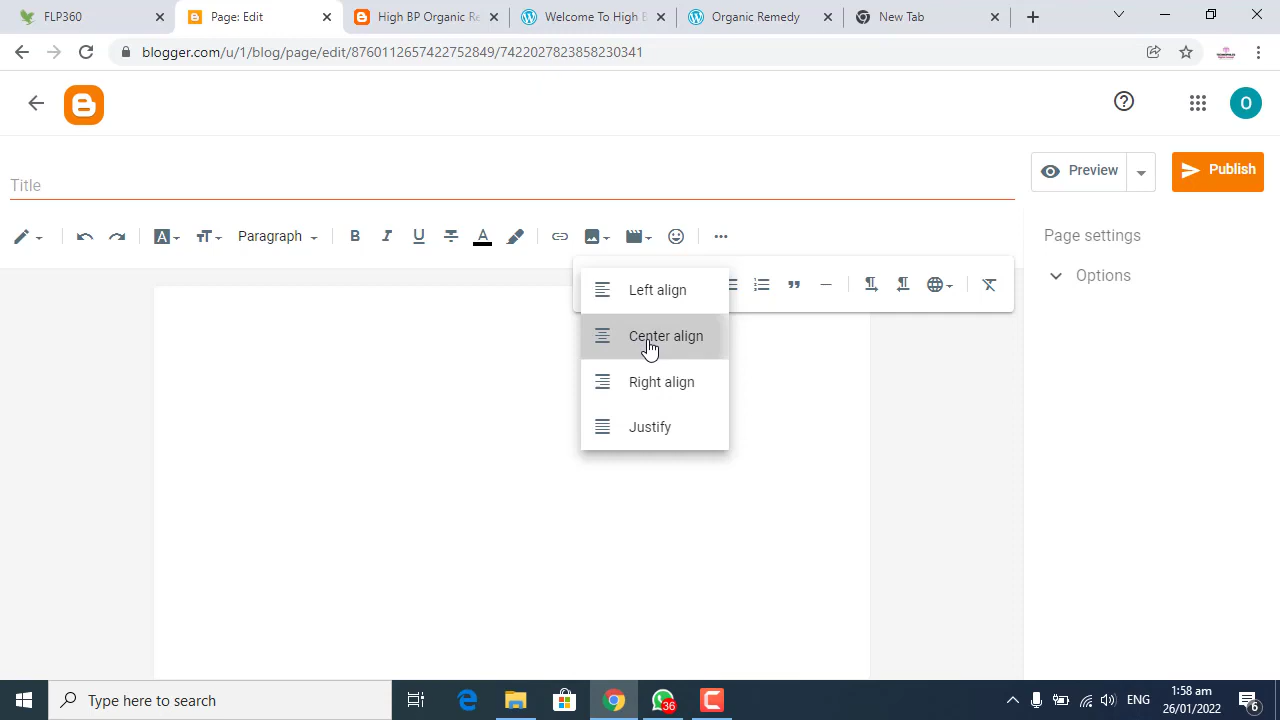 FLP360
Page: Edit
High BP Organic Re
Welcome To High B
Organic Remedy
New Tab
blogger.com/u/1/blog/page/edit/8760112657422752849/7422027823858230341
O
Title
Preview
Publish
Paragraph
Page settings
Options
Left align
Center align
Right align
Justify
Type here to search
36
ENG
1:58 am
26/01/2022
6